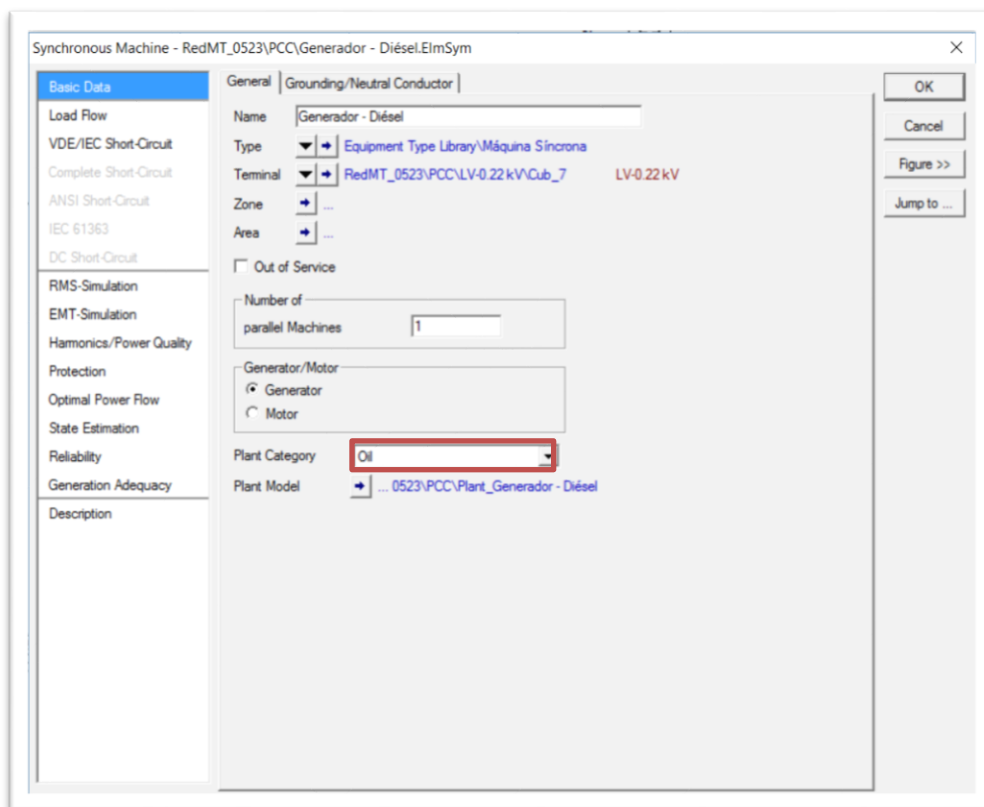 Synchronous Machine - RedMT_0523\PCC\Generador - Diésel.ElmSym
Basic Data
Load Flow
VDE/IEC Short-Circuit
Complete Short-Circuit
ANSI Short-Circuit
IEC 61363
DC Short-Circuit
RMS-Simulation
EMT-Simulation
Harmonics/Power Quality
Protection
Optimal Power Flow
State Estimation
Reliability
Generation Adequacy
Description
General Grounding/Neutral Conductor
Name Generador - Diésel
Type Equipment Type Library\Máquina Síncrona
Terminal RedMT_0523\PCC\LV-0.22 kV\Cub_7 LV-0.22 kV
Zone ...
Area ...
Out of Service
Number of
parallel Machines 1
Generator/Motor
Generator
Motor
Plant Category Oil
Plant Model ... 0523\PCC\Plant_Generador - Diésel
OK
Cancel
Figure >>
Jump to ...